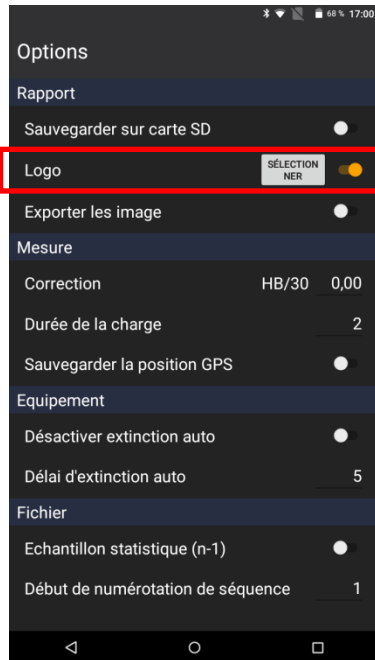 68 % 17:00
Options
Rapport
Sauvegarder sur carte SD
Logo SÉLECTION
NER
Exporter les image
Mesure
Correction HB/30 0,00
Durée de la charge 2
Sauvegarder la position GPS
Equipement
Désactiver extinction auto
Délai d'extinction auto 5
Fichier
Echantillon statistique (n-1)
Début de numérotation de séquence 1